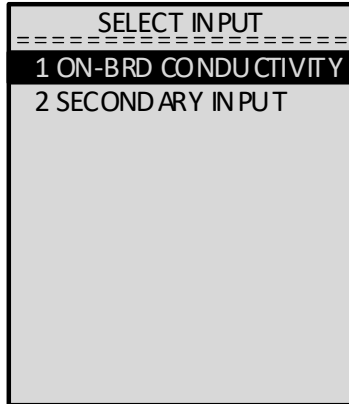 SELECT INPUT
==================
1 ON-BRD CONDUCTIVITY
2 SECONDARY INPUT